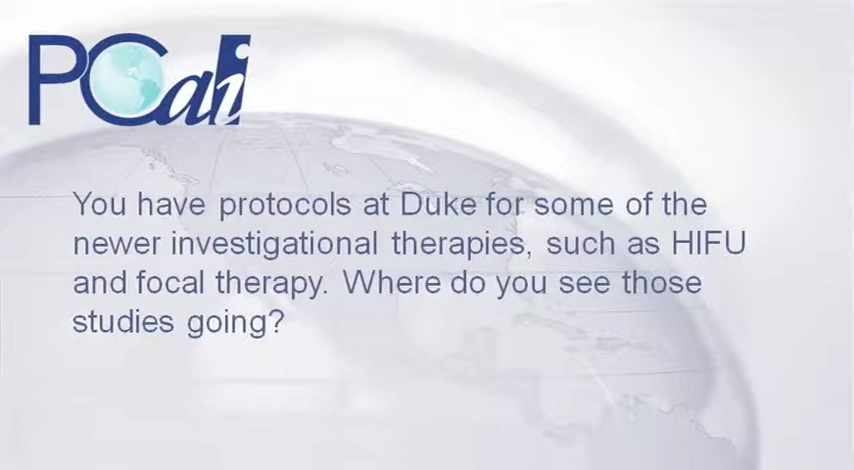 PCai
You have protocols at Duke for some of the
newer investigational therapies, such as HIFU
and focal therapy. Where do you see those
studies going?